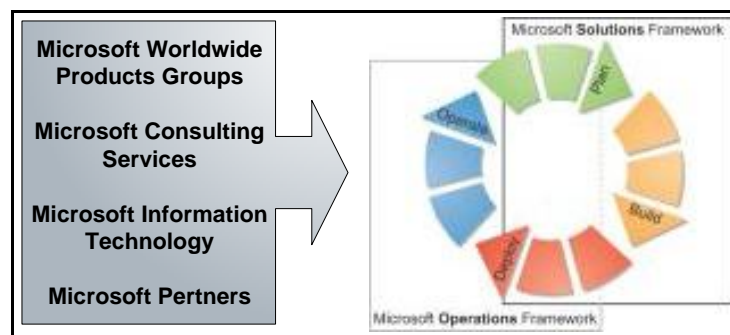 Microsoft Worldwide
Products Groups
Microsoft Consulting
Services
Microsoft Information
Technology
Microsoft Pertners
Microsoft Solutions Framework
Plan
Operate
Build
Deploy
Microsoft Operations Framework